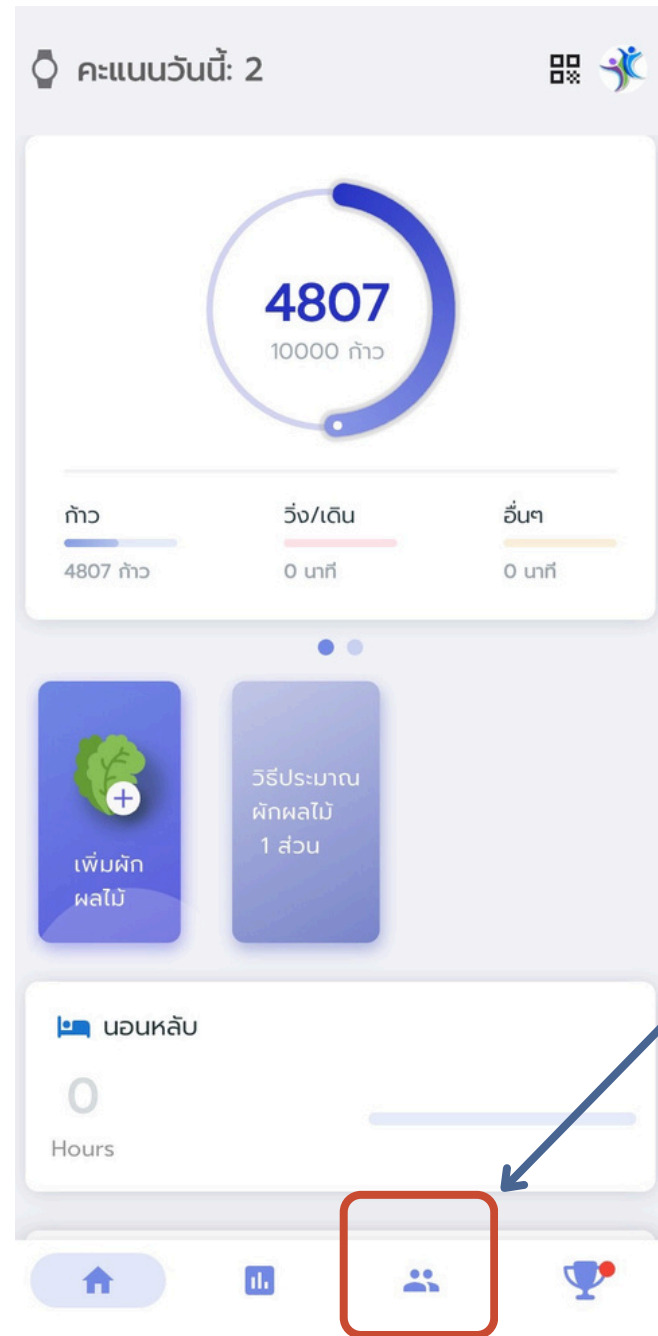 คะแนนวันนี้: 2
4807
10000 ก้าว
ก้าว
วิ่ง/เดิน
อื่นๆ
4807 ก้าว
0 นาที
0 นาที
เพิ่มผัก
ผลไม้
วิธีประมาณ
ผักผลไม้
1 ส่วน
นอนหลับ
0
Hours